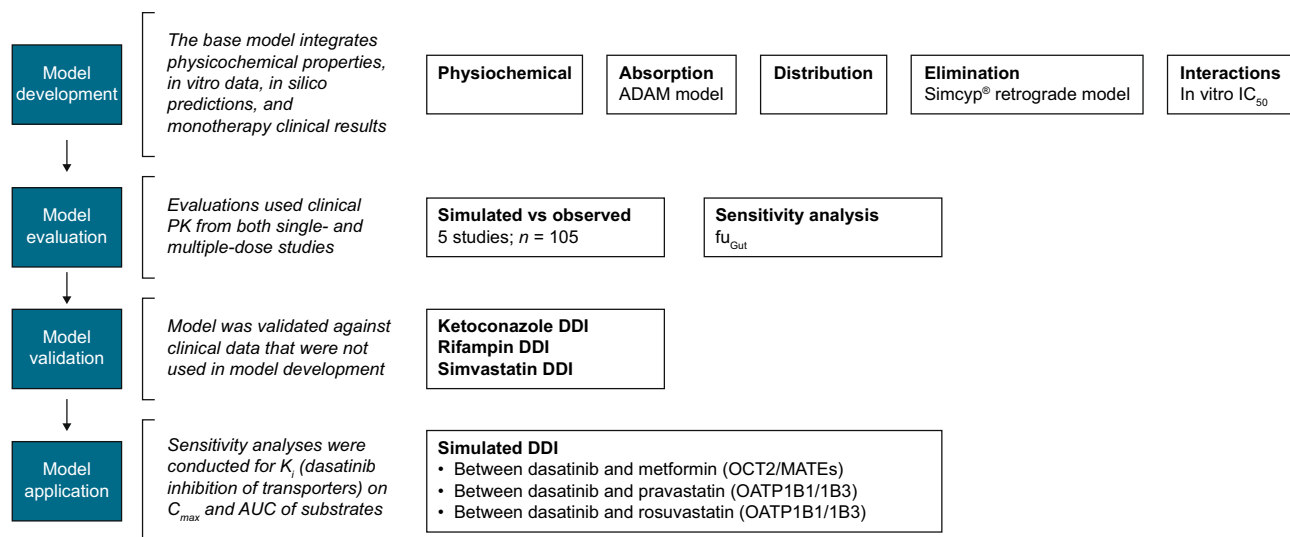 Model
development
The base model integrates
physicochemical properties,
in vitro data, in silico
predictions, and
monotherapy clinical results
Physiochemical
Absorption
ADAM model
Distribution
Elimination
Simcyp® retrograde model
Interactions
In vitro IC50
Model
evaluation
Evaluations used clinical
PK from both single- and
multiple-dose studies
Simulated vs observed
5 studies; n = 105
Sensitivity analysis
fuGut
Model
validation
Model was validated against
clinical data that were not
used in model development
Ketoconazole DDI
Rifampin DDI
Simvastatin DDI
Model
application
Sensitivity analyses were
conducted for Ki (dasatinib
inhibition of transporters) on
Cmax and AUC of substrates
Simulated DDI
• Between dasatinib and metformin (OCT2/MATEs)
• Between dasatinib and pravastatin (OATP1B1/1B3)
• Between dasatinib and rosuvastatin (OATP1B1/1B3)